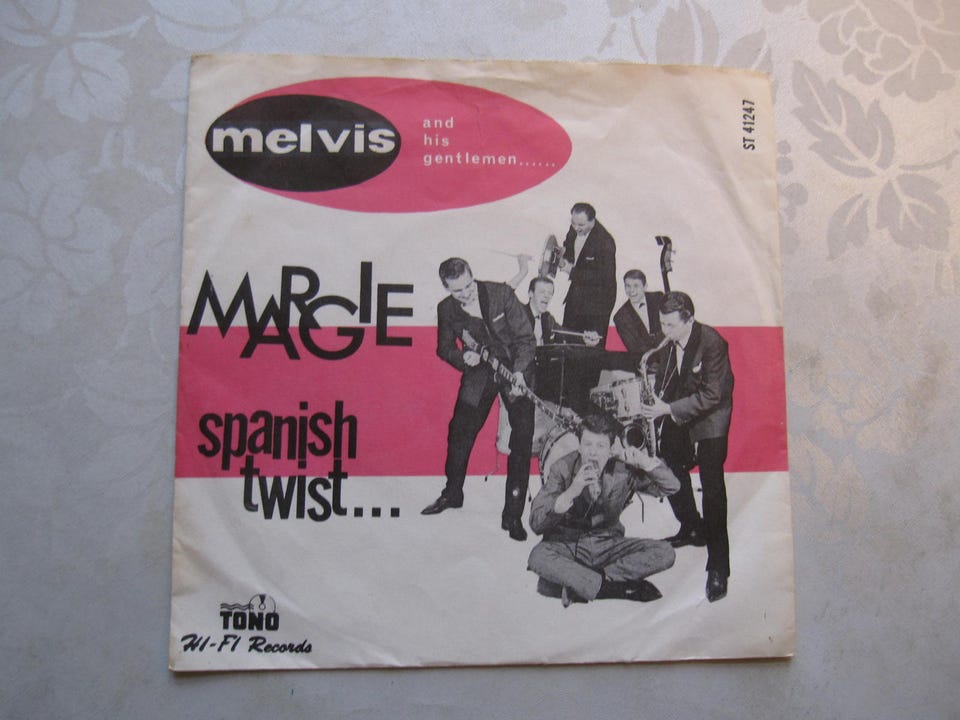 melvis
and
his
gentlemen......
ST 41247
MARGIE
spanish
twist...
TONO
HI-FI Records